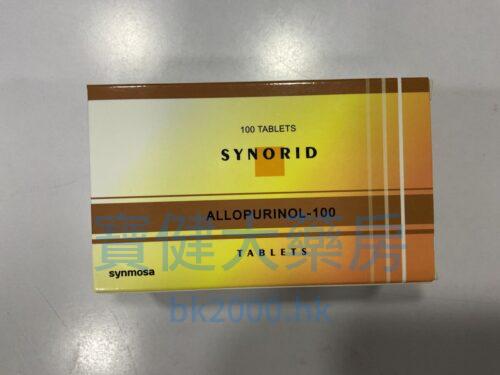 100 TABLETS
SYNORID
ALLOPURINOL-100
寶健大藥房
TABLETS
synmosa
bk2000.hk